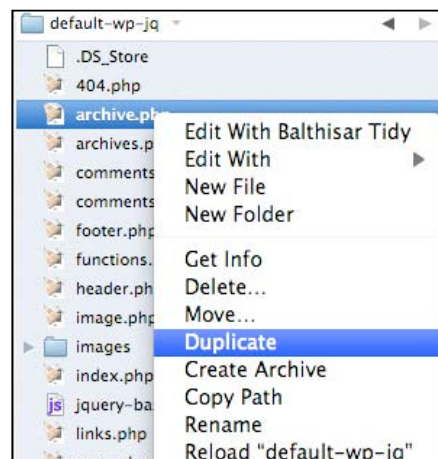 default-wp-jq
.DS_Store
404.php
archive.php
Edit With Balthisar Tidy
archives.p
Edit With
comments
New File
comments
New Folder
footer.php
functions.
Get Info
header.ph
Delete...
image.php
Move...
images
Duplicate
index.php
Create Archive
js jquery-ba
Copy Path
links.php
Rename
Reload "default-wp-jq"